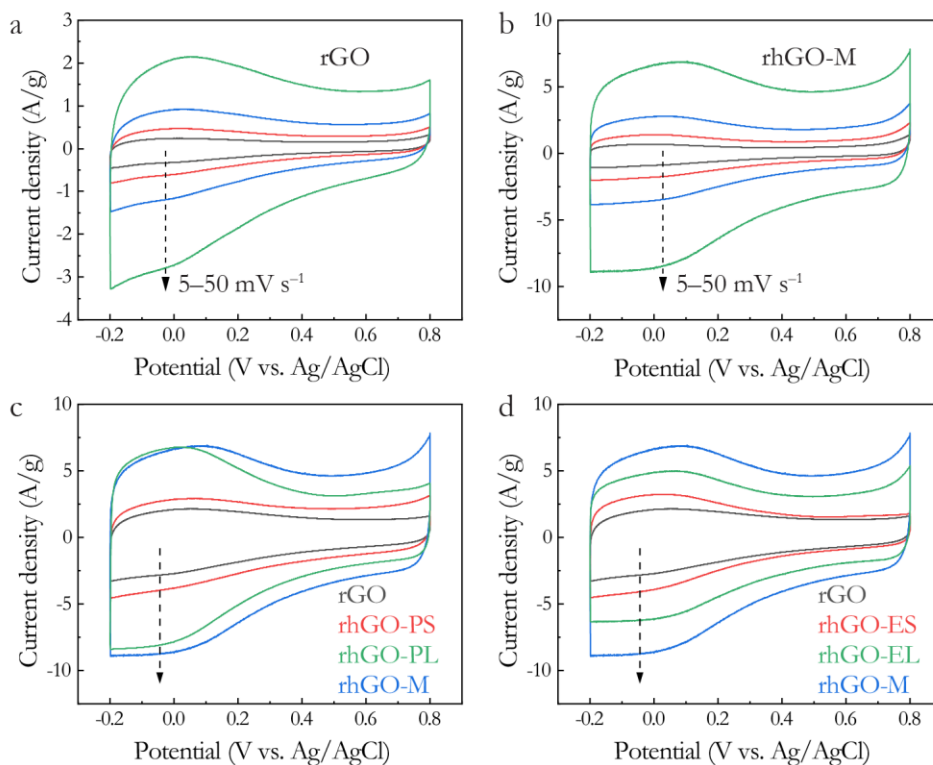 a
rGO
Current density (A/g)
3
2
1
0
-1
-2
-3
-4
5–50 mV s⁻¹
-0.2 0.0 0.2 0.4 0.6 0.8
Potential (V vs. Ag/AgCl)
b
rhGO-M
Current density (A/g)
10
5
0
-5
-10
5–50 mV s⁻¹
-0.2 0.0 0.2 0.4 0.6 0.8
Potential (V vs. Ag/AgCl)
c
Current density (A/g)
10
5
0
-5
-10
rGO
rhGO-PS
rhGO-PL
rhGO-M
-0.2 0.0 0.2 0.4 0.6 0.8
Potential (V vs. Ag/AgCl)
d
Current density (A/g)
10
5
0
-5
-10
rGO
rhGO-ES
rhGO-EL
rhGO-M
-0.2 0.0 0.2 0.4 0.6 0.8
Potential (V vs. Ag/AgCl)